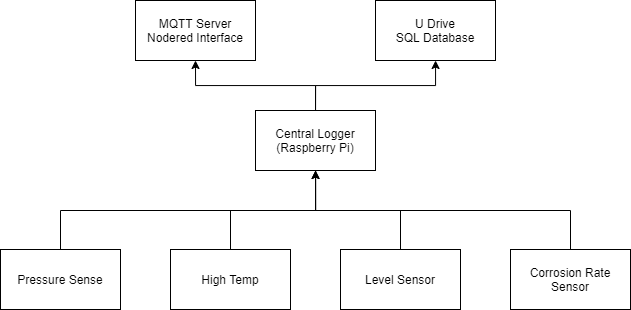 MQTT Server
Nodered Interface
U Drive
SQL Database
Central Logger
(Raspberry Pi)
Pressure Sense
High Temp
Level Sensor
Corrosion Rate
Sensor